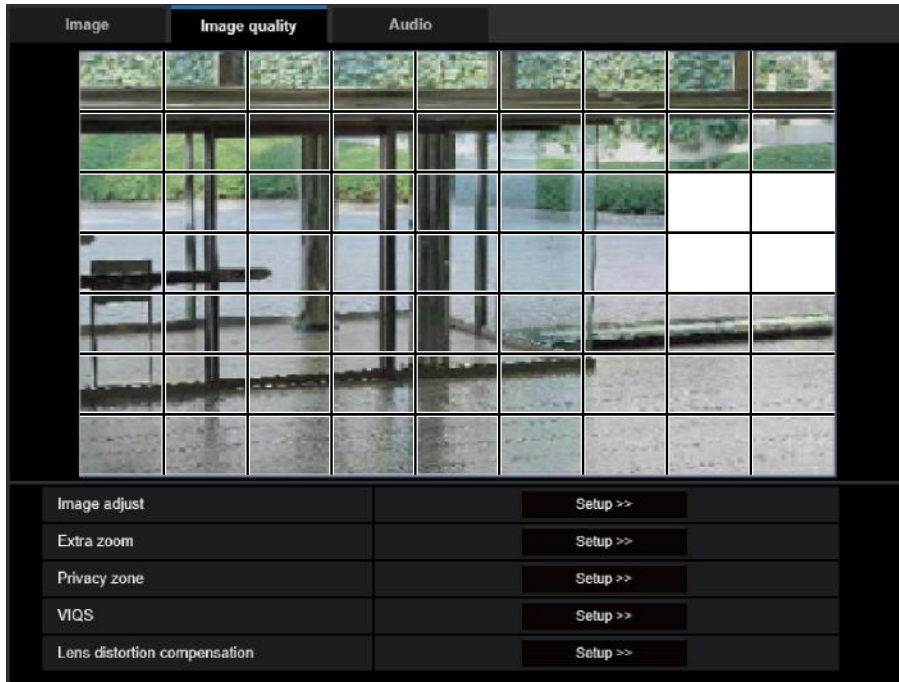 Image Image quality Audio
Image adjust Setup >>
Extra zoom Setup >>
Privacy zone Setup >>
VIQS Setup >>
Lens distortion compensation Setup >>